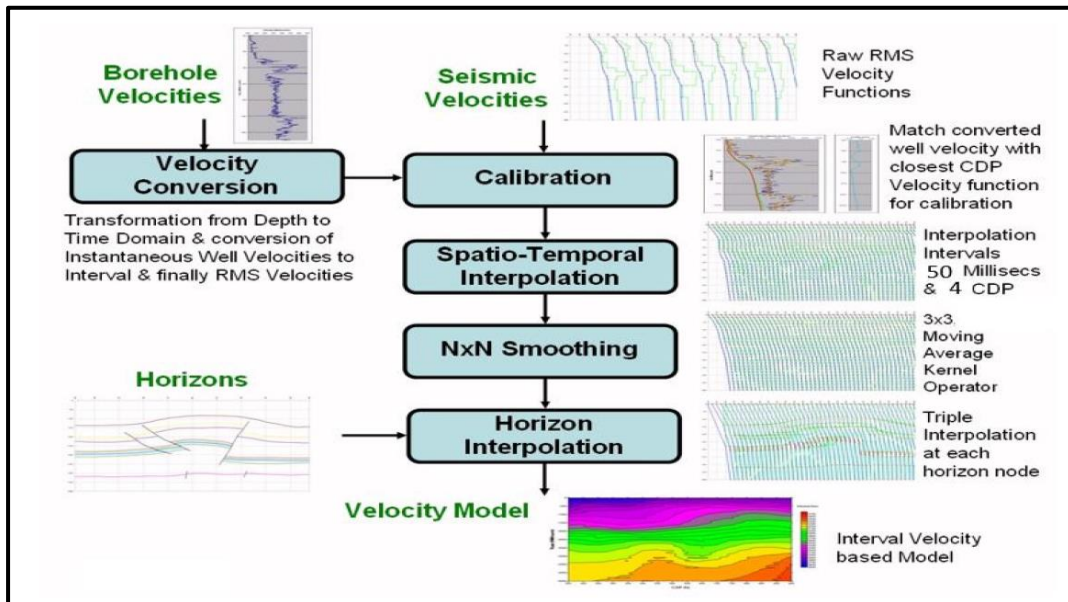 Borehole
Velocities
Seismic
Velocities
Raw RMS
Velocity
Functions
Velocity
Conversion
Calibration
Match converted
well velocity with
closest CDP
Velocity function
for calibration
Transformation from Depth to
Time Domain & conversion of
Instantaneous Well Velocities to
Interval & finally RMS Velocities
Spatio-Temporal
Interpolation
Interpolation
Intervals
50 Millisecs
& 4 CDP
NxN Smoothing
3x3
Moving
Average
Kernel
Operator
Horizons
Horizon
Interpolation
Triple
Interpolation
at each
horizon node
Velocity Model
Interval Velocity
based Model